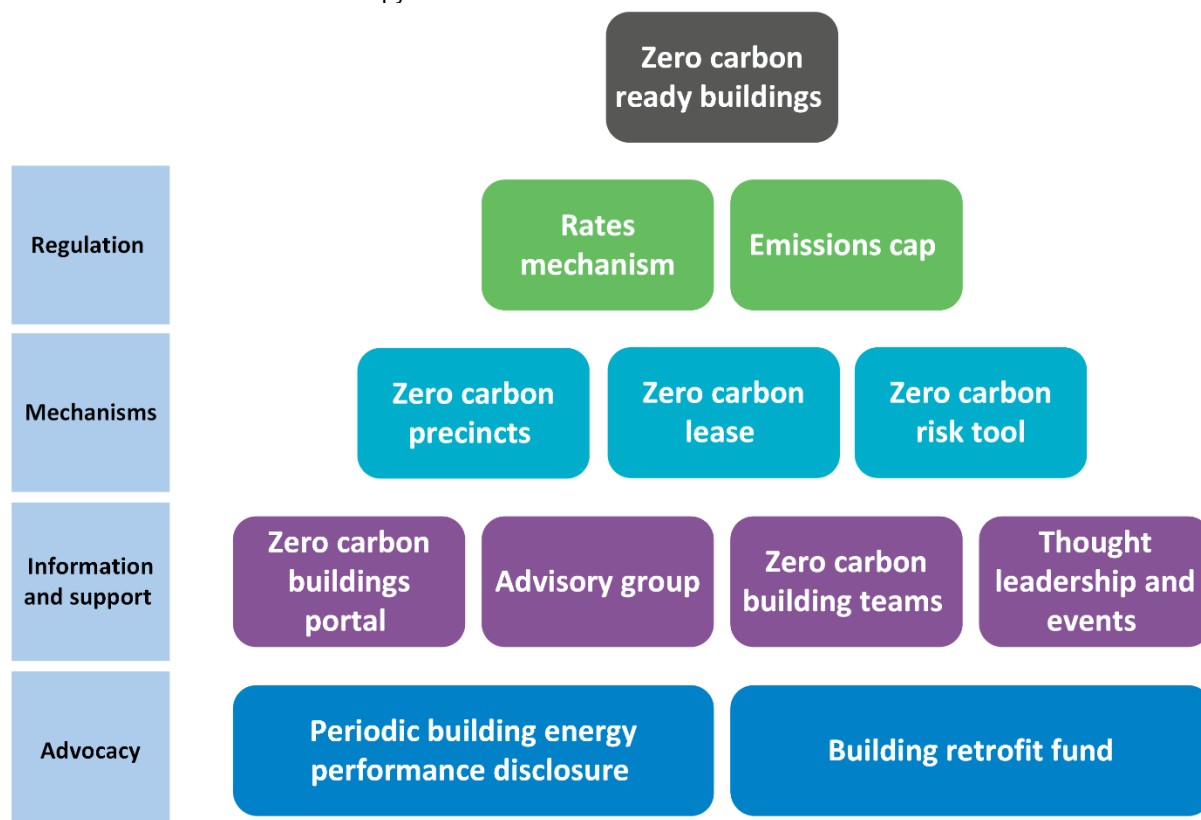 Zero carbon
ready buildings
Regulation
Rates
mechanism
Emissions cap
Mechanisms
Zero carbon
precincts
Zero carbon
lease
Zero carbon
risk tool
Information
and support
Zero carbon
buildings
portal
Advisory group
Zero carbon
building teams
Thought
leadership and
events
Advocacy
Periodic building energy
performance disclosure
Building retrofit fund